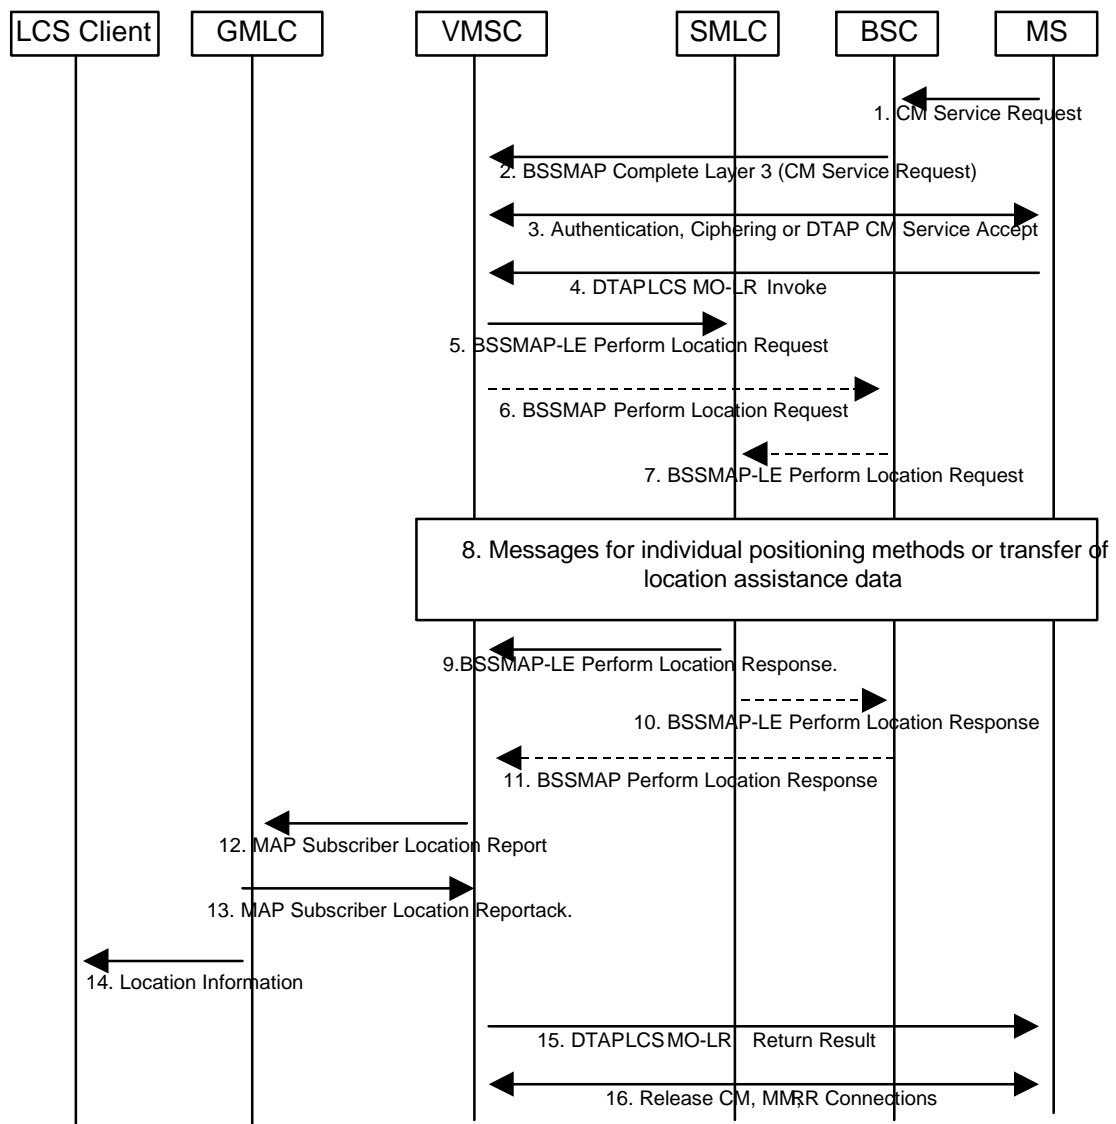 LCS Client GMLC VMSC SMLC BSC MS
1. CM Service Request
2. BSSMAP Complete Layer 3 (CM Service Request)
3. Authentication, Ciphering or DTAP CM Service Accept
4. DTAPLCS MO-LR Invoke
5. BSSMAP-LE Perform Location Request
6. BSSMAP Perform Location Request
7. BSSMAP-LE Perform Location Request
8. Messages for individual positioning methods or transfer of
location assistance data
9.BSSMAP-LE Perform Location Response.
10. BSSMAP-LE Perform Location Response
11. BSSMAP Perform Location Response
12. MAP Subscriber Location Report
13. MAP Subscriber Location Reportack.
14. Location Information
15. DTAPLCS MO-LR Return Result
16. Release CM, MM,RR Connections